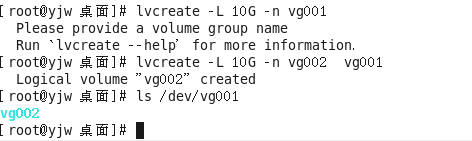 [root@yjw 桌面]# lvcreate -L 10G -n vg001
  Please provide a volume group name
  Run `lvcreate --help' for more information.
[root@yjw 桌面]# lvcreate -L 10G -n vg002  vg001
  Logical volume "vg002" created
[root@yjw 桌面]# ls /dev/vg001
vg002
[root@yjw 桌面]#